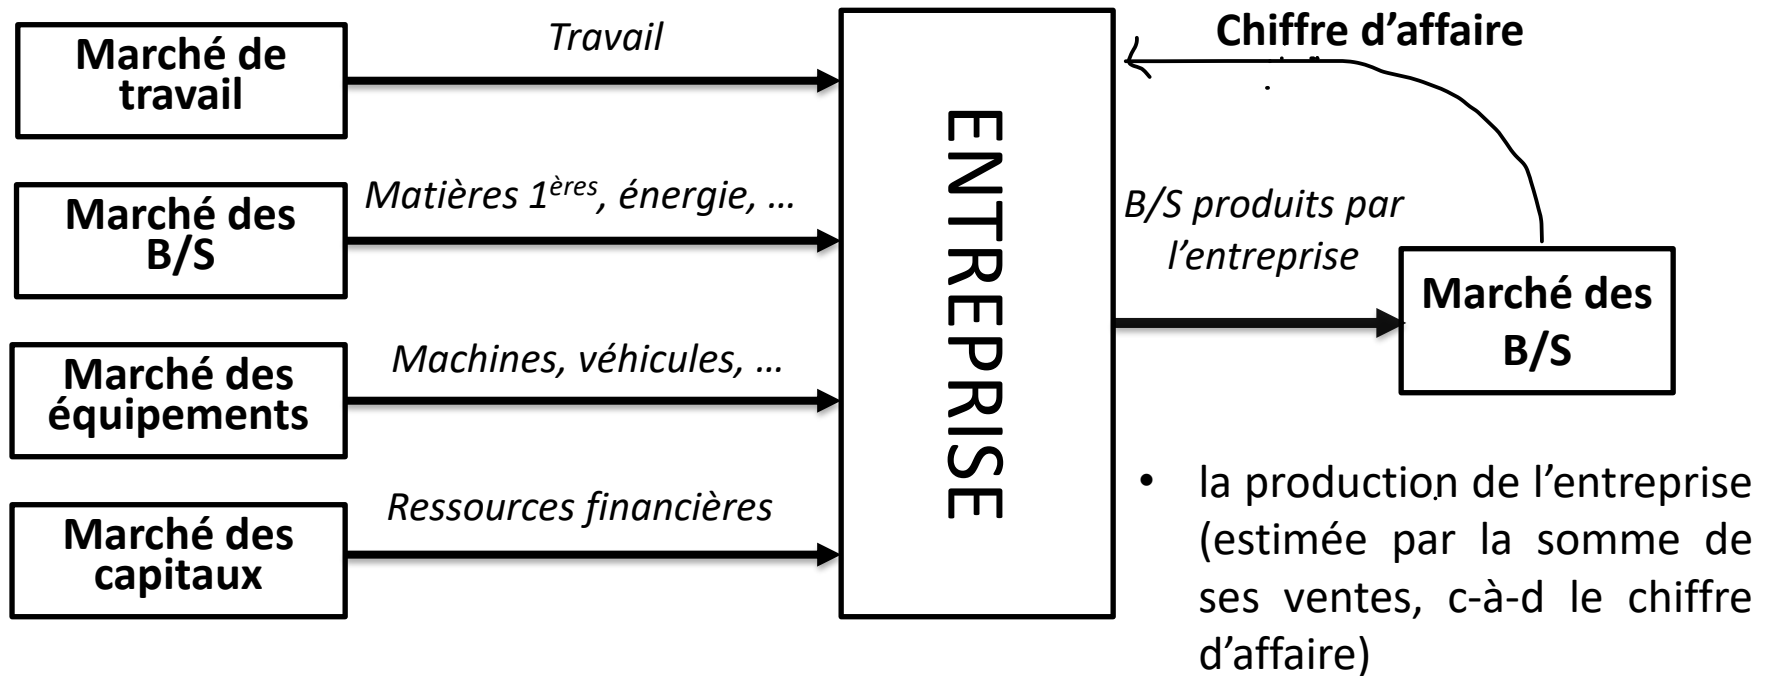 Marché de
travail
Travail
Marché des
B/S
Matières 1ères, énergie, …
Marché des
équipements
Machines, véhicules, …
Marché des
capitaux
Ressources financières
ENTREPRISE
Chiffre d’affaire
B/S produits par
l’entreprise
Marché des
B/S
• la production de l’entreprise
(estimée par la somme de
ses ventes, c-à-d le chiffre
d’affaire)